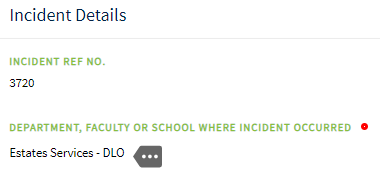 Incident Details
INCIDENT REF NO.
3720
DEPARTMENT, FACULTY OR SCHOOL WHERE INCIDENT OCCURRED
Estates Services - DLO